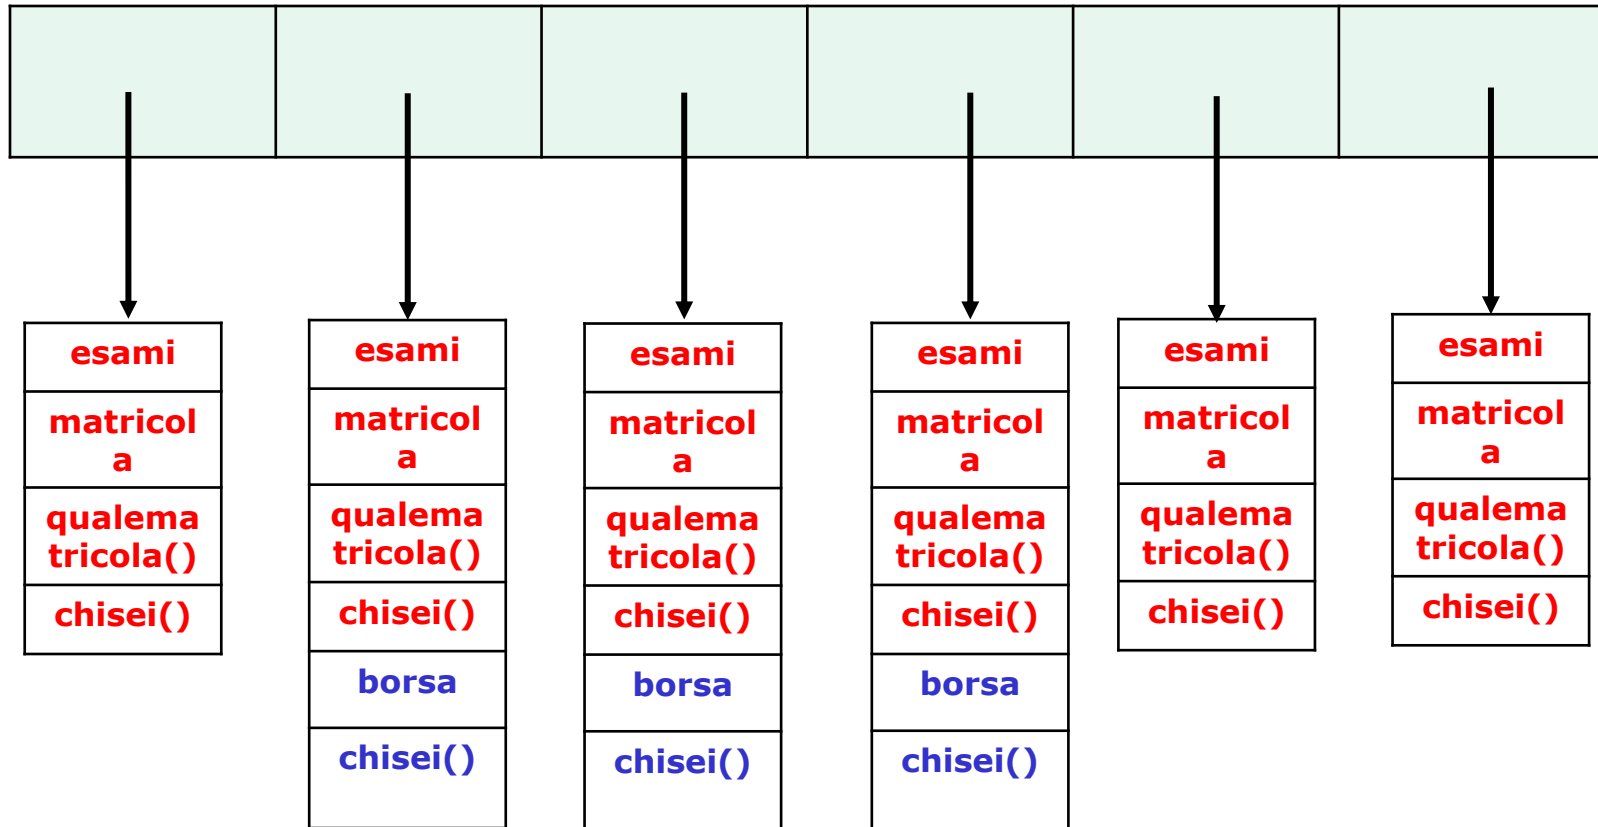 esami
matricol
a
qualema
tricola()
chisei()
esami
matricol
a
qualema
tricola()
chisei()
borsa
chisei()
esami
matricol
a
qualema
tricola()
chisei()
borsa
chisei()
esami
matricol
a
qualema
tricola()
chisei()
borsa
chisei()
esami
matricol
a
qualema
tricola()
chisei()
esami
matricol
a
qualema
tricola()
chisei()